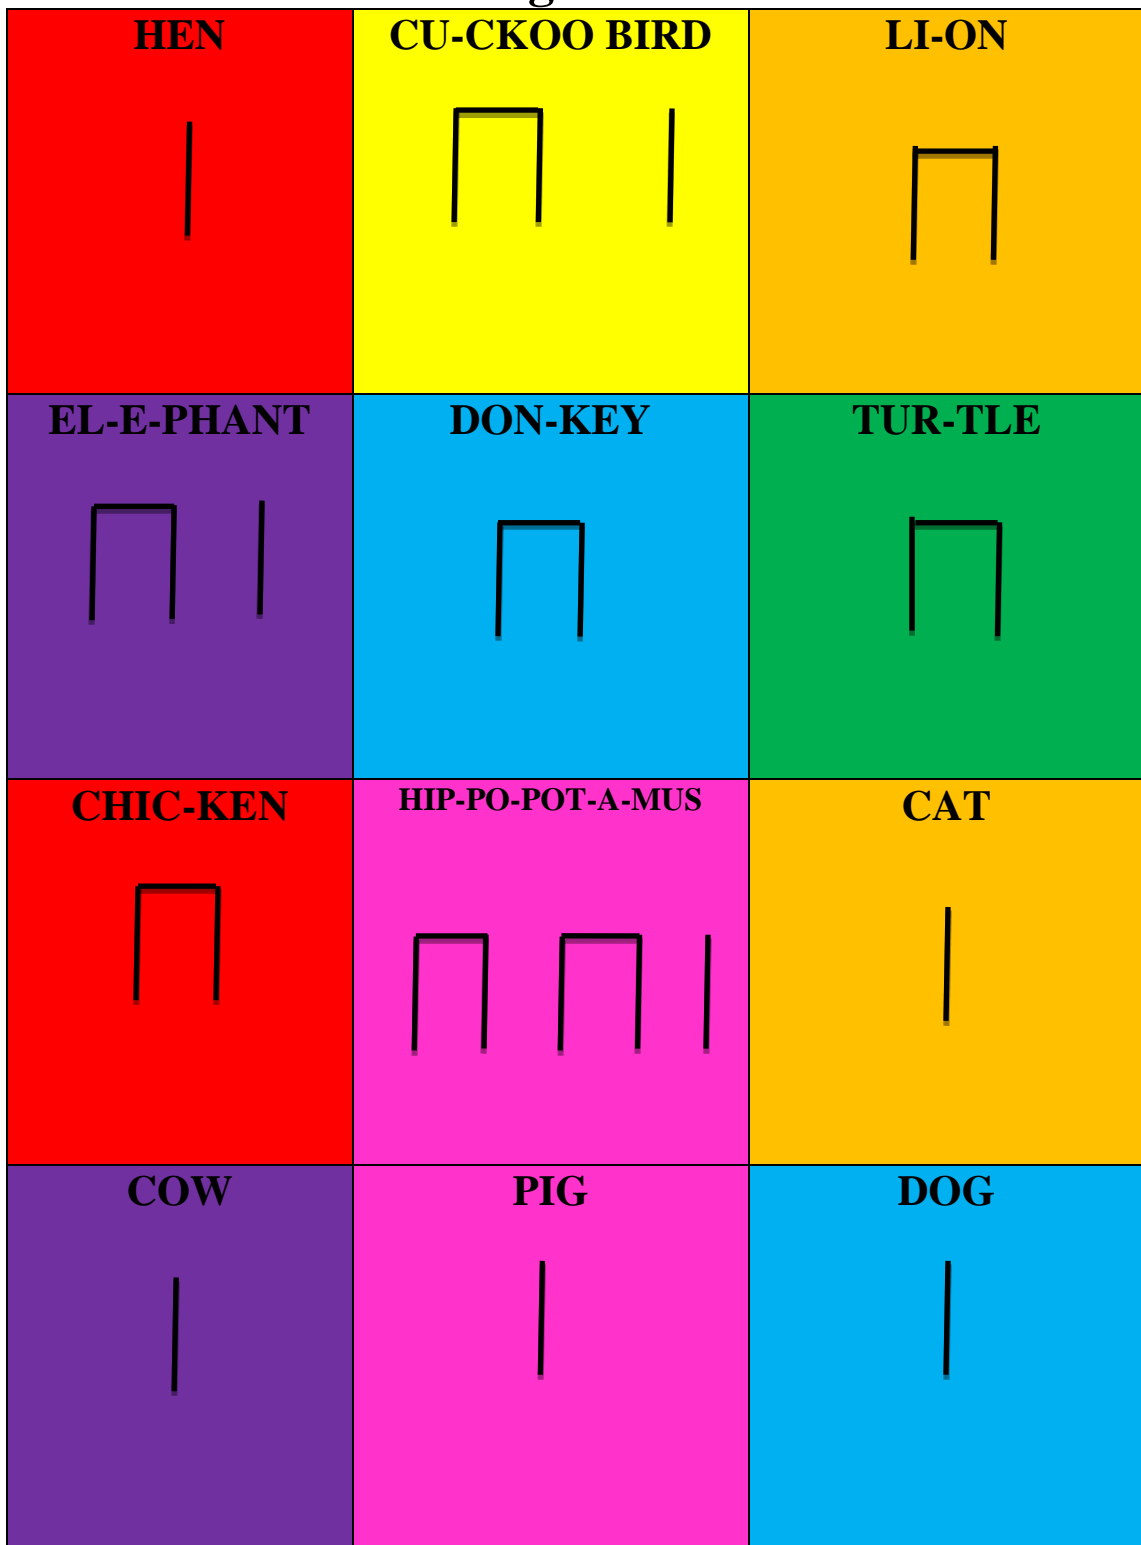 HEN
CU-CKOO BIRD
LI-ON
EL-E-PHANT
DON-KEY
TUR-TLE
CHIC-KEN
HIP-PO-POT-A-MUS
CAT
COW
PIG
DOG